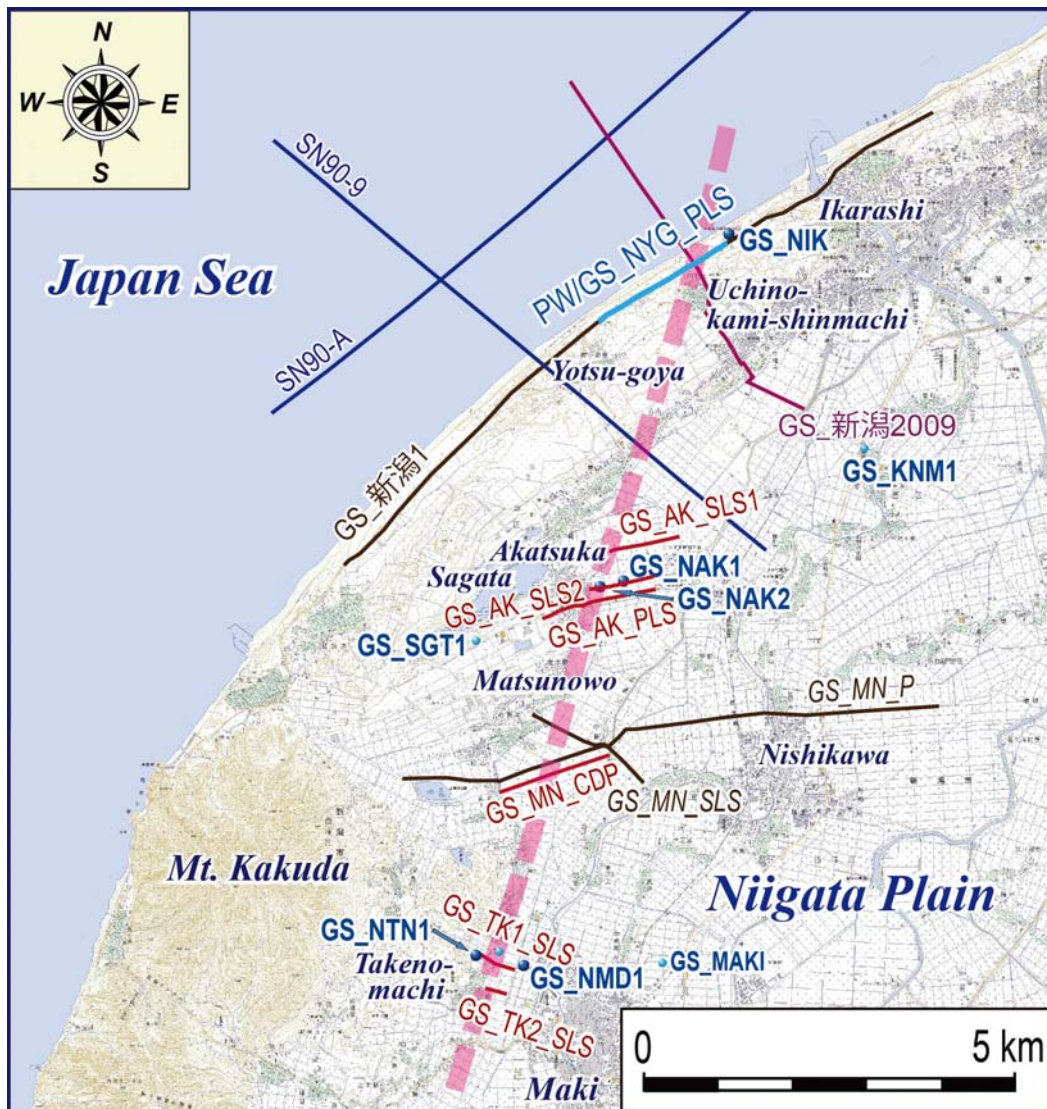 N
W
E
S
SN90-9
Japan Sea
SN90-A
PW/GS_NYG_PLS
Ikarashi
GS_NIK
Uchino-
kami-shinmachi
Yotsu-goya
GS_新潟1
GS_新潟2009
GS_KNM1
GS_AK_SLS1
Akatsuka
Sagata
GS_NAK1
GS_AK_SLS2
GS_NAK2
GS_AK_PLS
GS_SGT1
Matsunowo
GS_MN_P
Nishikawa
GS_MN_CDP
GS_MN_SLS
Mt. Kakuda
Niigata Plain
GS_TK1_SLS
GS_NTN1
Takeno-
machi
GS_NMD1
GS_MAKI
GS_TK2_SLS
Maki
0
5 km